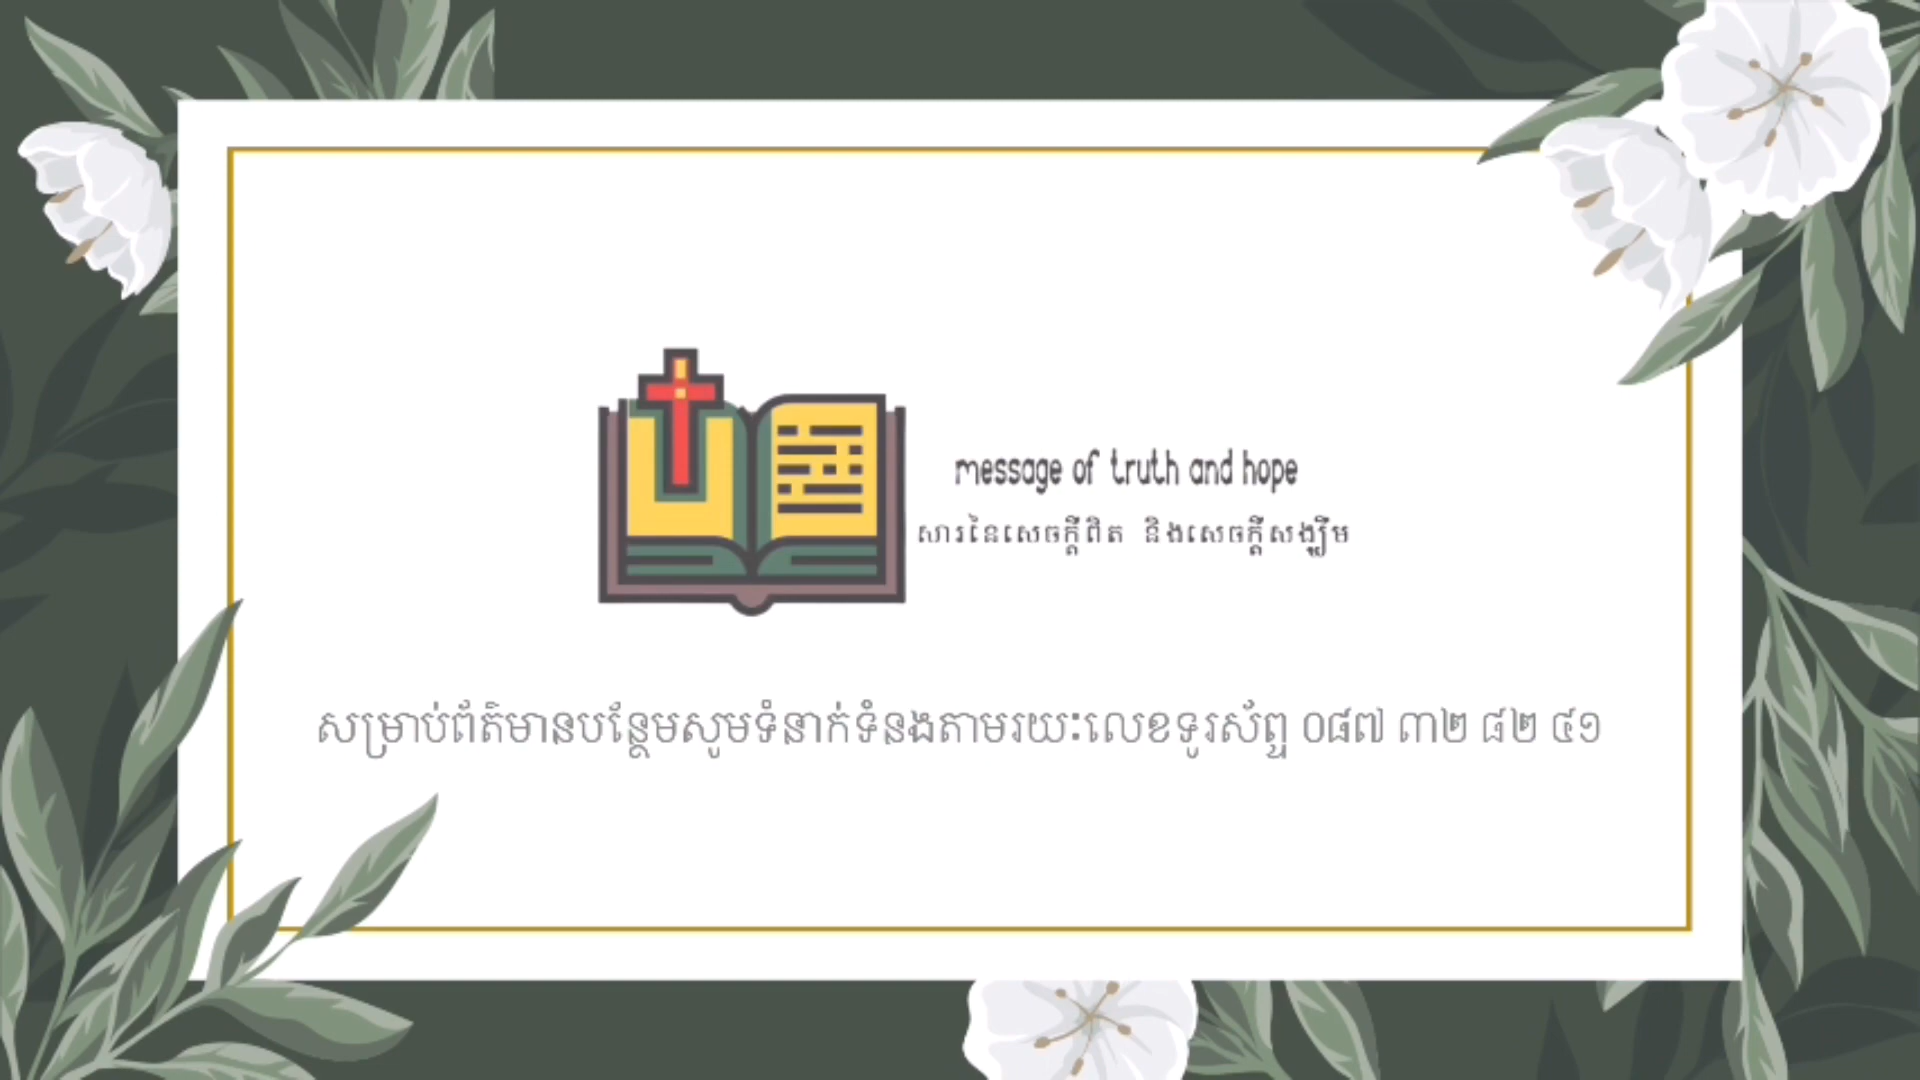 message of truth and hope
សារនៃសេចក្ដីពិត និងសេចក្ដីសង្ឃឹម
សម្រាប់ព័ត៌មានបន្ថែមសូមទំនាក់ទំនងតាមរយៈលេខទូរស័ព្ទ ០៨៧ ៣២ ៨២ ៤១